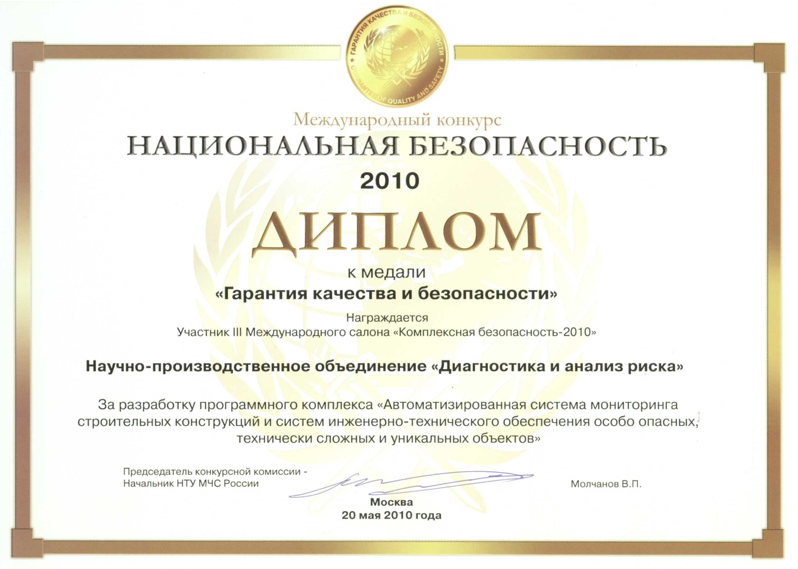 ГАРАНТИЯ КАЧЕСТВА И БЕЗОПАСНОСТИ
QUALITY AND SAFETY
Международный конкурс
НАЦИОНАЛЬНАЯ БЕЗОПАСНОСТЬ
2010
ДИПЛОМ
к медали
«Гарантия качества и безопасности»
Награждается
Участник III Международного салона «Комплексная безопасность-2010»
Научно-производственное объединение «Диагностика и анализ риска»
За разработку программного комплекса «Автоматизированная система мониторинга
строительных конструкций и систем инженерно-технического обеспечения особо опасных,
технически сложных и уникальных объектов»
Председатель конкурсной комиссии -
Начальник НТУ МЧС России
Молчанов В.П.
Москва
20 мая 2010 года